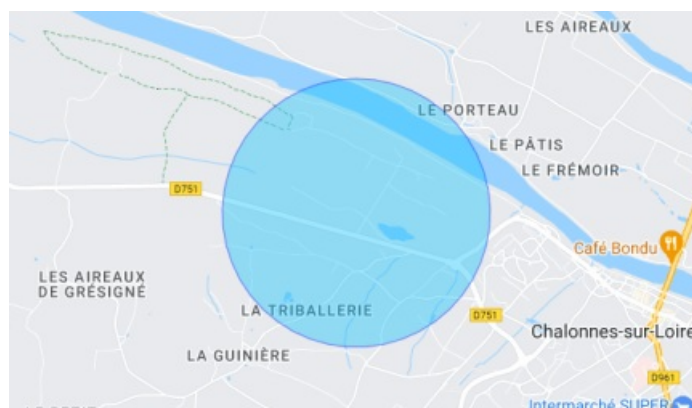 LES AIREAUX
LE PORTEAU
LE PÂTIS
LE FRÉMOIR
D751
Café Bondu
LES AIREAUX
DE GRÉSIGNÉ
LA TRIBALLERIE
D751
Chalonnes-sur-Loire
LA GUINIÈRE
D961
Intermarché SUPER